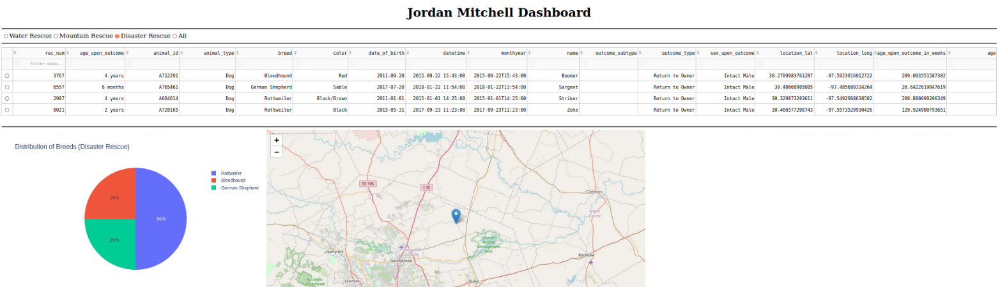 Jordan Mitchell Dashboard
Water Rescue Mountain Rescue Disaster Rescue All
rec_num age_upon_outcome animal_id animal_type breed color date_of_birth datetime monthyear name outcome_subtype outcome_type sex_upon_outcome location_lat location_long age_upon_outcome_in_weeks age
filter data...
3767 4 years A712291 Dog Bloodhound Red 2011-09-20 2015-09-22 15:43:00 2015-09-22T15:43:00 Boomer Return to Owner Intact Male 30.2709983761287 -97.5923916912722 209.093551587302
6557 6 months A765461 Dog German Shepherd Sable 2017-07-20 2018-01-22 11:54:00 2018-01-22T11:54:00 Sargent Return to Owner Intact Male 30.40668985085 -97.485680334264 26.6422619047619
2987 4 years A694614 Dog Rottweiler Black/Brown 2011-01-01 2015-01-01 14:25:00 2015-01-01T14:25:00 Striker Return to Owner Intact Male 30.329873203611 -97.5492968638502 208.800099206349
6021 2 years A728165 Dog Rottweiler Black 2015-05-31 2017-09-23 11:23:00 2017-09-23T11:23:00 Zeke Return to Owner Intact Male 30.466577208743 -97.5573520930426 120.924900793651
Distribution of Breeds (Disaster Rescue)
Rottweiler
Bloodhound
German Shepherd
25%
50%
25%
+
−
TX 195
I 35
Cameron
Milam
County
Granger
Wildlife
Management
Area
Liberty Hill
Williamson
County
Georgetown
Rockdale
Leander
Taylor
Balcones
Canyonlands